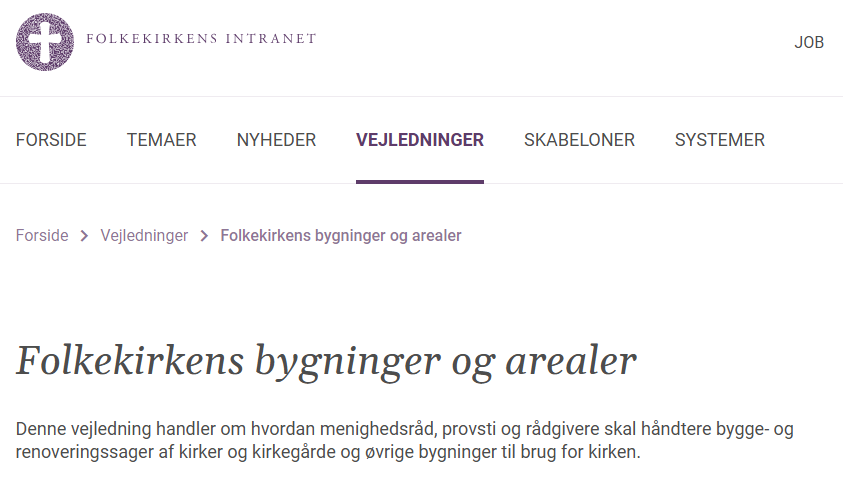 FOLKEKIRKENS INTRANET
JOB
FORSIDE TEMAER NYHEDER VEJLEDNINGER SKABELONER SYSTEMER
Forside > Vejledninger > Folkekirkens bygninger og arealer
Folkekirkens bygninger og arealer
Denne vejledning handler om hvordan menighedsråd, provsti og rådgivere skal håndtere bygge- og
renoveringssager af kirker og kirkegårde og øvrige bygninger til brug for kirken.